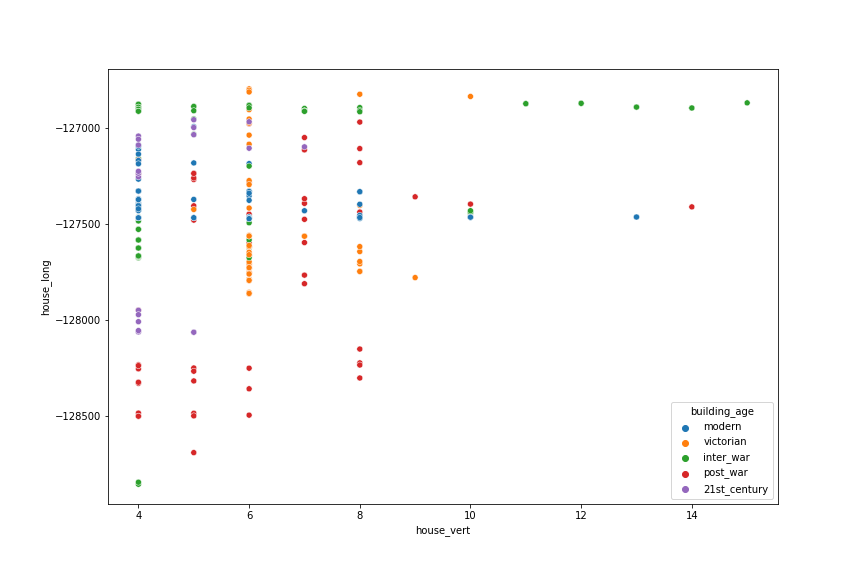 −127000
−127500
−128000
−128500
house_long
4
6
8
10
12
14
house_vert
building_age
modern
victorian
inter_war
post_war
21st_century